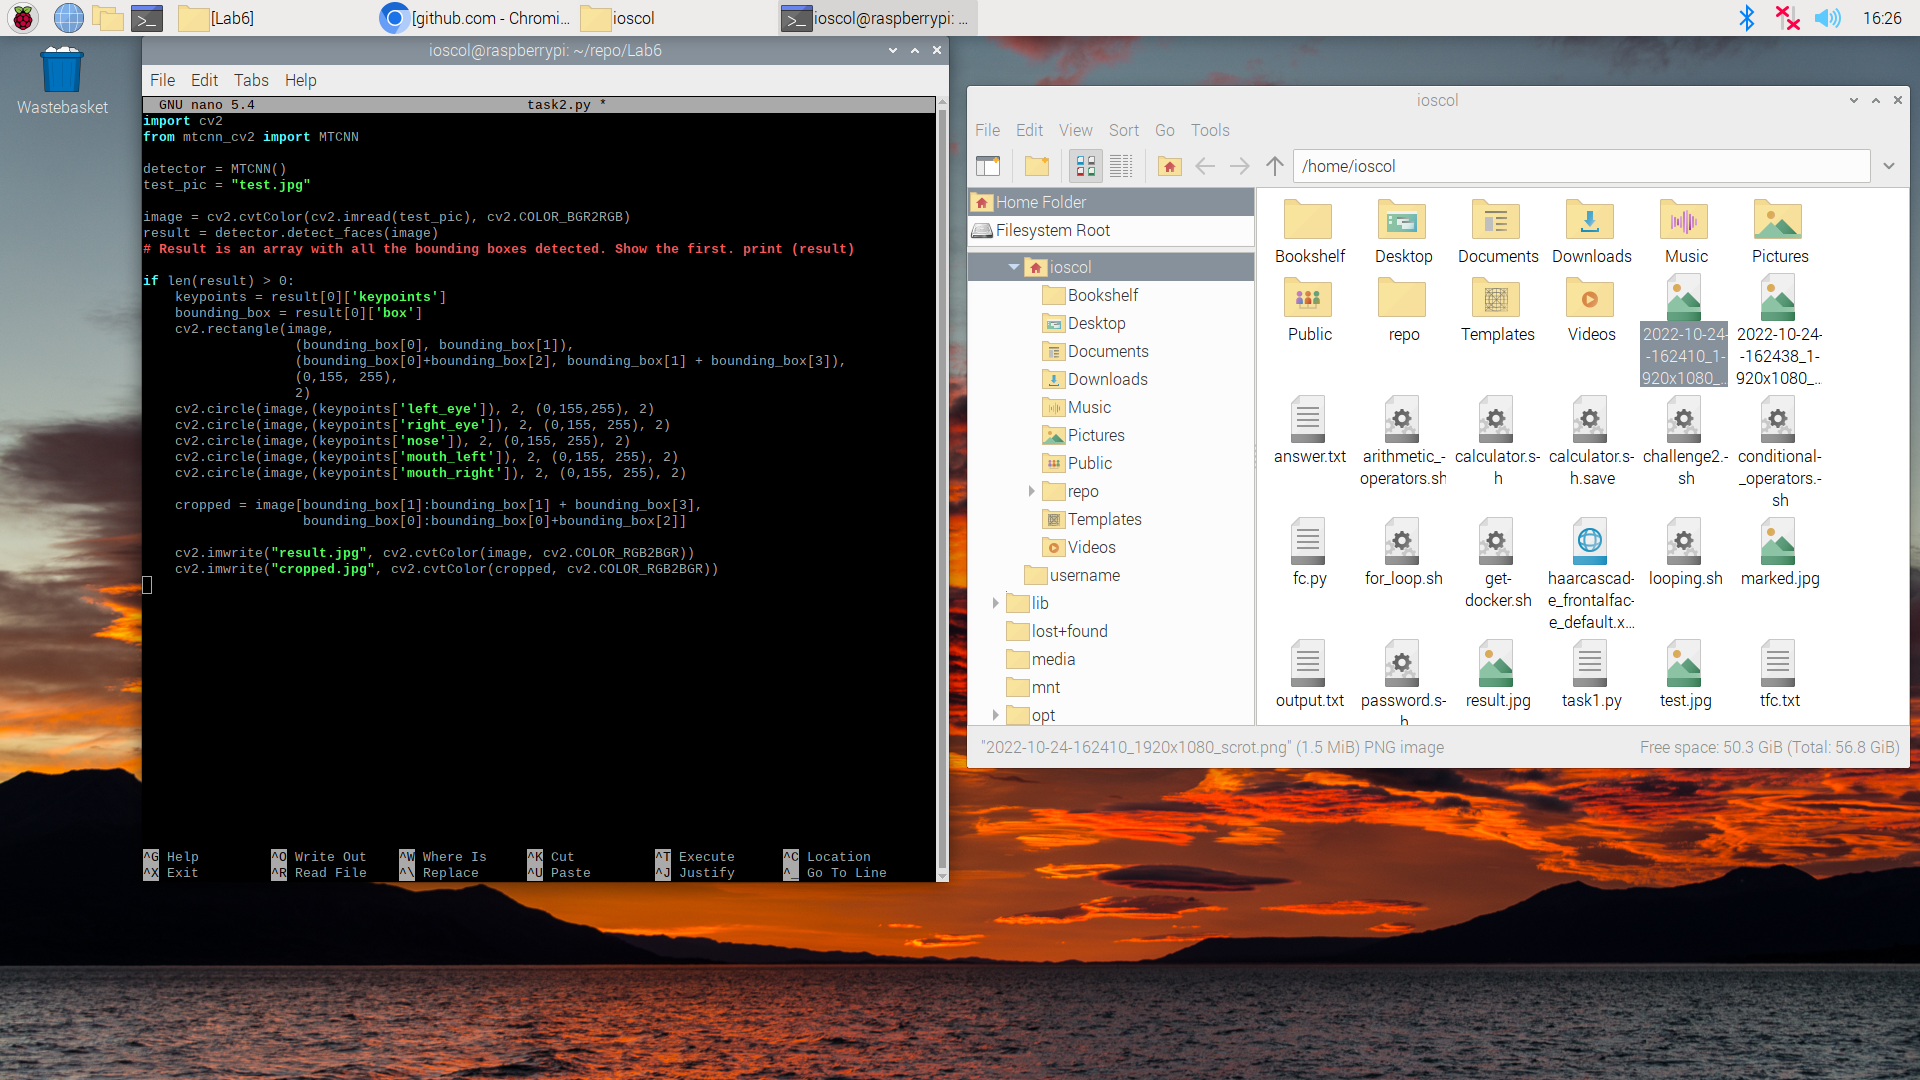 [Lab6]
[github.com - Chromi...
ioscol
ioscol@raspberrypi: ...
16:26
Wastebasket
ioscol@raspberrypi: ~/repo/Lab6
File Edit Tabs Help
GNU nano 5.4 task2.py *
import cv2
from mtcnn_cv2 import MTCNN
detector = MTCNN()
test_pic = "test.jpg"
image = cv2.cvtColor(cv2.imread(test_pic), cv2.COLOR_BGR2RGB)
result = detector.detect_faces(image)
# Result is an array with all the bounding boxes detected. Show the first. print (result)
if len(result) > 0:
    keypoints = result[0]['keypoints']
    bounding_box = result[0]['box']
    cv2.rectangle(image,
                   (bounding_box[0], bounding_box[1]),
                   (bounding_box[0]+bounding_box[2], bounding_box[1] + bounding_box[3]),
                   (0,155, 255),
                   2)
    cv2.circle(image,(keypoints['left_eye']), 2, (0,155,255), 2)
    cv2.circle(image,(keypoints['right_eye']), 2, (0,155, 255), 2)
    cv2.circle(image,(keypoints['nose']), 2, (0,155, 255), 2)
    cv2.circle(image,(keypoints['mouth_left']), 2, (0,155, 255), 2)
    cv2.circle(image,(keypoints['mouth_right']), 2, (0,155, 255), 2)
    cropped = image[bounding_box[1]:bounding_box[1] + bounding_box[3],
                    bounding_box[0]:bounding_box[0]+bounding_box[2]]
    cv2.imwrite("result.jpg", cv2.cvtColor(image, cv2.COLOR_RGB2BGR))
    cv2.imwrite("cropped.jpg", cv2.cvtColor(cropped, cv2.COLOR_RGB2BGR))
^G Help ^O Write Out ^W Where Is ^K Cut ^T Execute ^C Location
^X Exit ^R Read File ^\ Replace ^U Paste ^J Justify ^_ Go To Line
ioscol
File Edit View Sort Go Tools
/home/ioscol
Home Folder
Filesystem Root
ioscol
Bookshelf
Desktop
Documents
Downloads
Music
Pictures
Public
repo
Templates
Videos
username
lib
lost+found
media
mnt
opt
Bookshelf Desktop Documents Downloads Music Pictures
Public repo Templates Videos 2022-10-24- 2022-10-24-
-162410_1- -162438_1-
920x1080_... 920x1080_...
answer.txt arithmetic_- calculator.s- calculator.s- challenge2.- conditional-
operators.sh h h.save sh _operators.-
sh
fc.py for_loop.sh get- haarcascad- looping.sh marked.jpg
docker.sh e_frontalfac-
e_default.x...
output.txt password.s- result.jpg task1.py test.jpg tfc.txt
h
"2022-10-24-162410_1920x1080_scrot.png" (1.5 MiB) PNG image
Free space: 50.3 GiB (Total: 56.8 GiB)